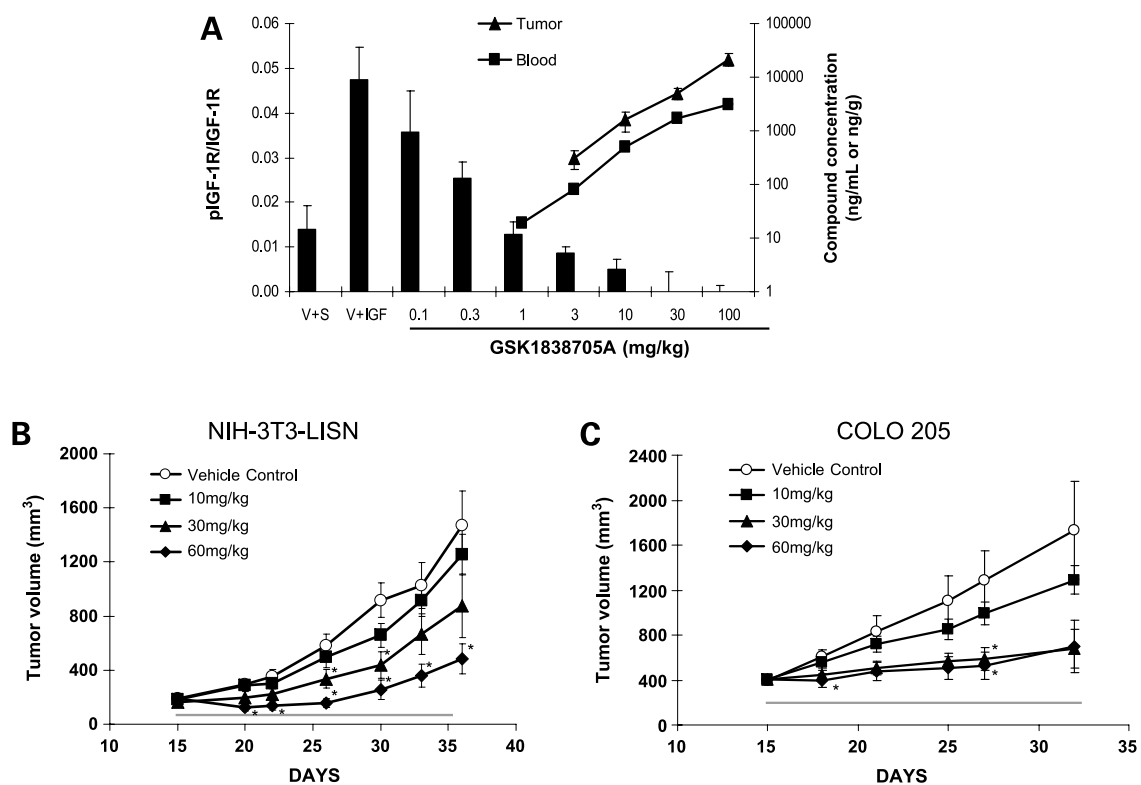 A
Tumor
Blood
pIGF-1R/IGF-1R
0.06
0.05
0.04
0.03
0.02
0.01
0.00
100000
10000
1000
100
10
1
Compound concentration
(ng/mL or ng/g)
V+S V+IGF 0.1 0.3 1 3 10 30 100
GSK1838705A (mg/kg)
B
NIH-3T3-LISN
Tumor volume (mm³)
2000
1600
1200
800
400
0
Vehicle Control
10mg/kg
30mg/kg
60mg/kg
* * * * * * * *
10 15 20 25 30 35 40
DAYS
C
COLO 205
Tumor volume (mm³)
2400
2000
1600
1200
800
400
0
Vehicle Control
10mg/kg
30mg/kg
60mg/kg
* * *
10 15 20 25 30 35
DAYS